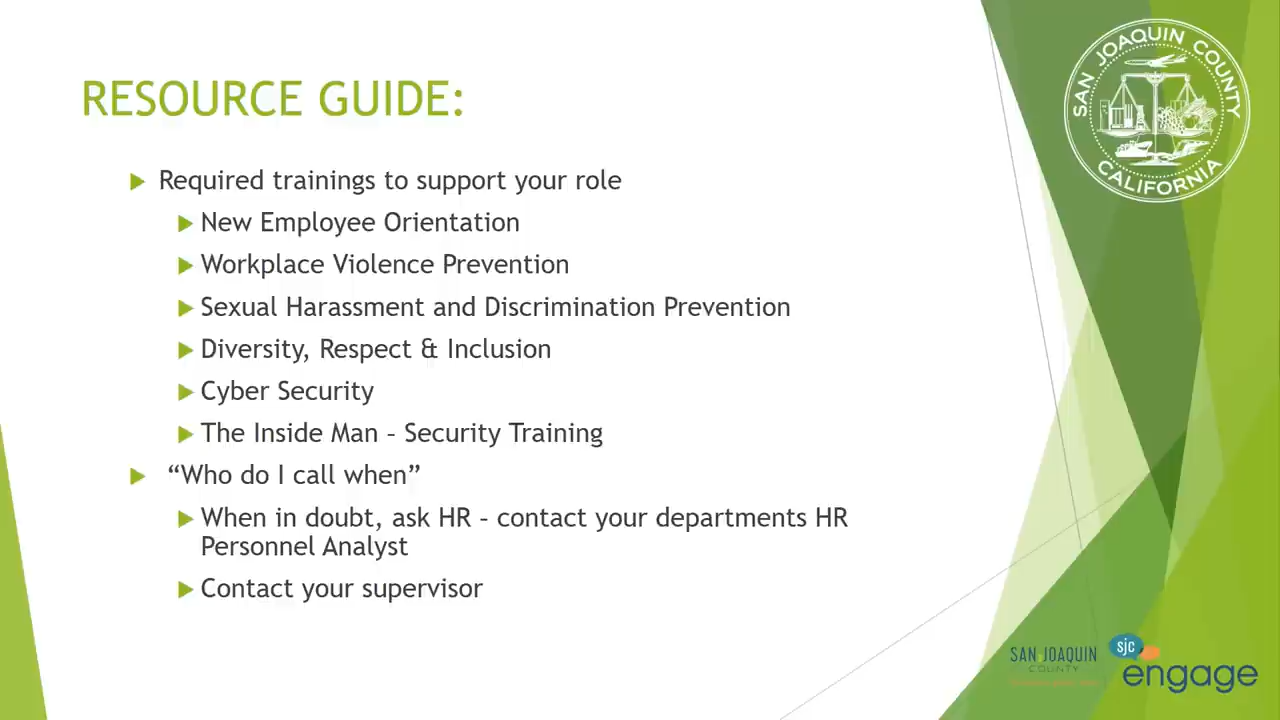 RESOURCE GUIDE:
Required trainings to support your role
New Employee Orientation
Workplace Violence Prevention
Sexual Harassment and Discrimination Prevention
Diversity, Respect & Inclusion
Cyber Security
The Inside Man – Security Training
“Who do I call when”
When in doubt, ask HR – contact your departments HR
Personnel Analyst
Contact your supervisor
SAN JOAQUIN COUNTY
CALIFORNIA
SAN JOAQUIN
COUNTY
sjc
engage